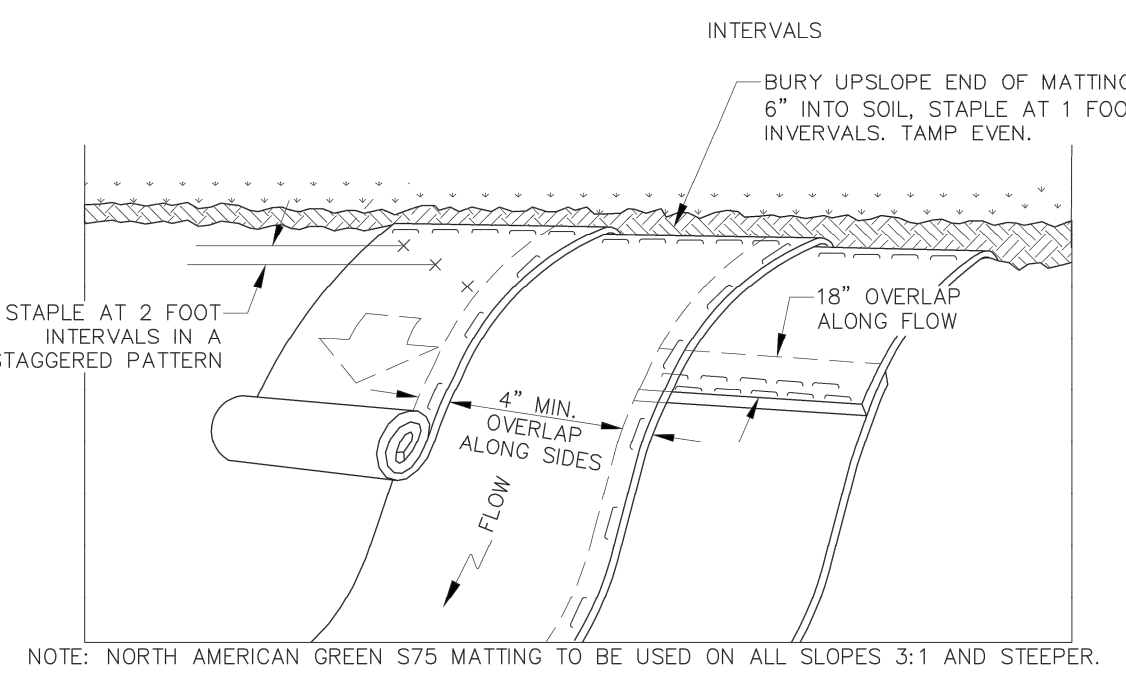 INTERVALS
BURY UPSLOPE END OF MATTING
6” INTO SOIL, STAPLE AT 1 FOO
INVERVALS. TAMP EVEN.
STAPLE AT 2 FOOT
INTERVALS IN A
STAGGERED PATTERN
18” OVERLAP
ALONG FLOW
4” MIN.
OVERLAP
ALONG SIDES
FLOW
NOTE: NORTH AMERICAN GREEN S75 MATTING TO BE USED ON ALL SLOPES 3:1 AND STEEPER.